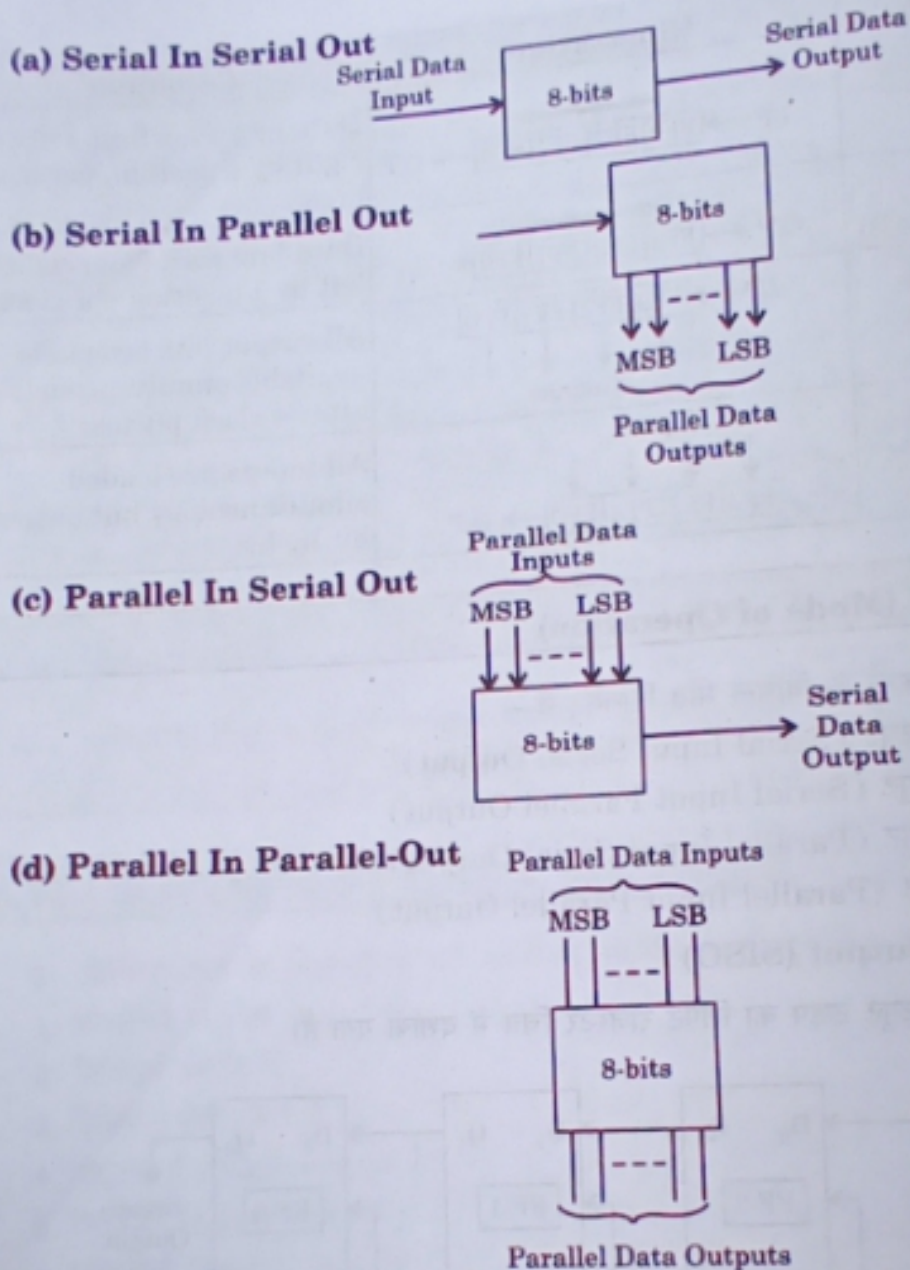 (a) Serial In Serial Out
Serial Data
Input
8-bits
Serial Data
Output
(b) Serial In Parallel Out
8-bits
MSB LSB
Parallel Data
Outputs
(c) Parallel In Serial Out
Parallel Data
Inputs
MSB LSB
8-bits
Serial
Data
Output
(d) Parallel In Parallel-Out
Parallel Data Inputs
MSB LSB
8-bits
Parallel Data Outputs